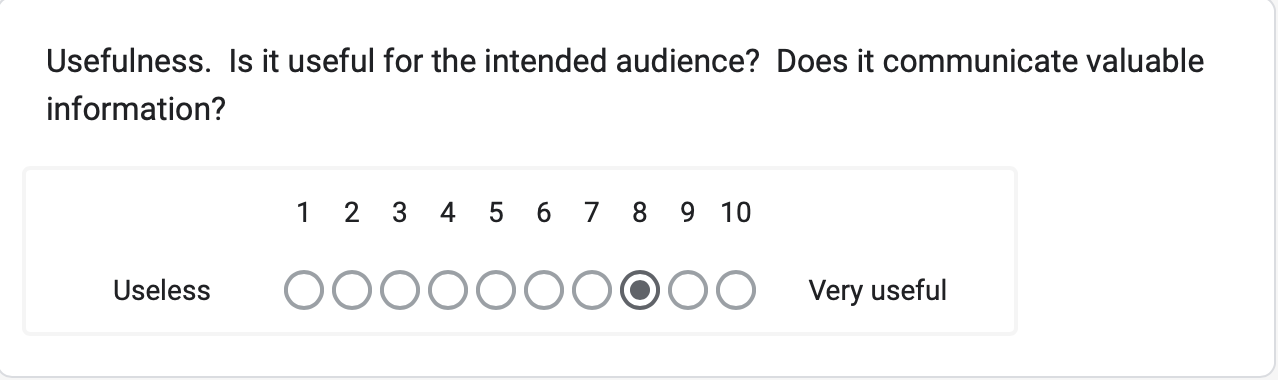 Usefulness.  Is it useful for the intended audience?  Does it communicate valuable
information?
1 2 3 4 5 6 7 8 9 10
Useless Very useful